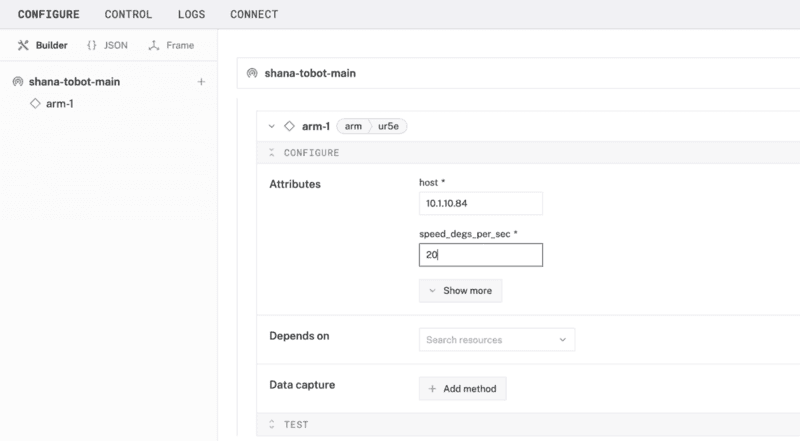 CONFIGURE CONTROL LOGS CONNECT
Builder {} JSON Frame
shana-tobot-main +
arm-1
shana-tobot-main
arm-1 arm ur5e
CONFIGURE
Attributes
host *
10.1.10.84
speed_degs_per_sec *
20
Show more
Depends on
Search resources
Data capture
+ Add method
TEST